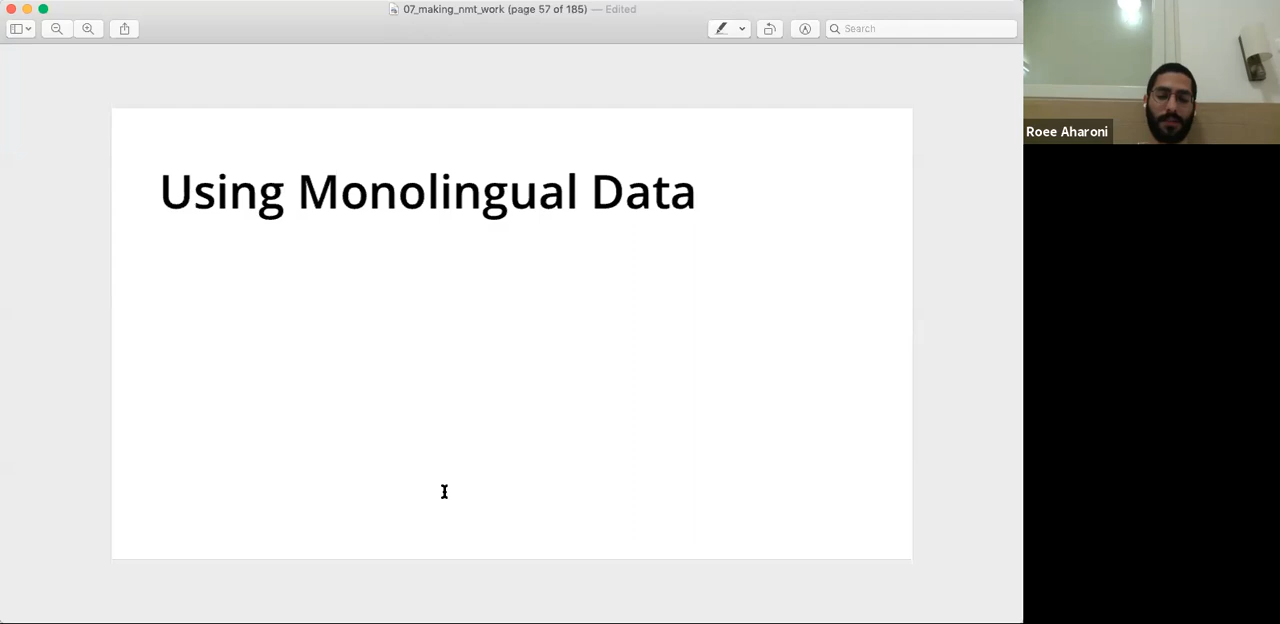 07_making_nmt_work (page 57 of 185) — Edited
Search
Using Monolingual Data
Roee Aharoni